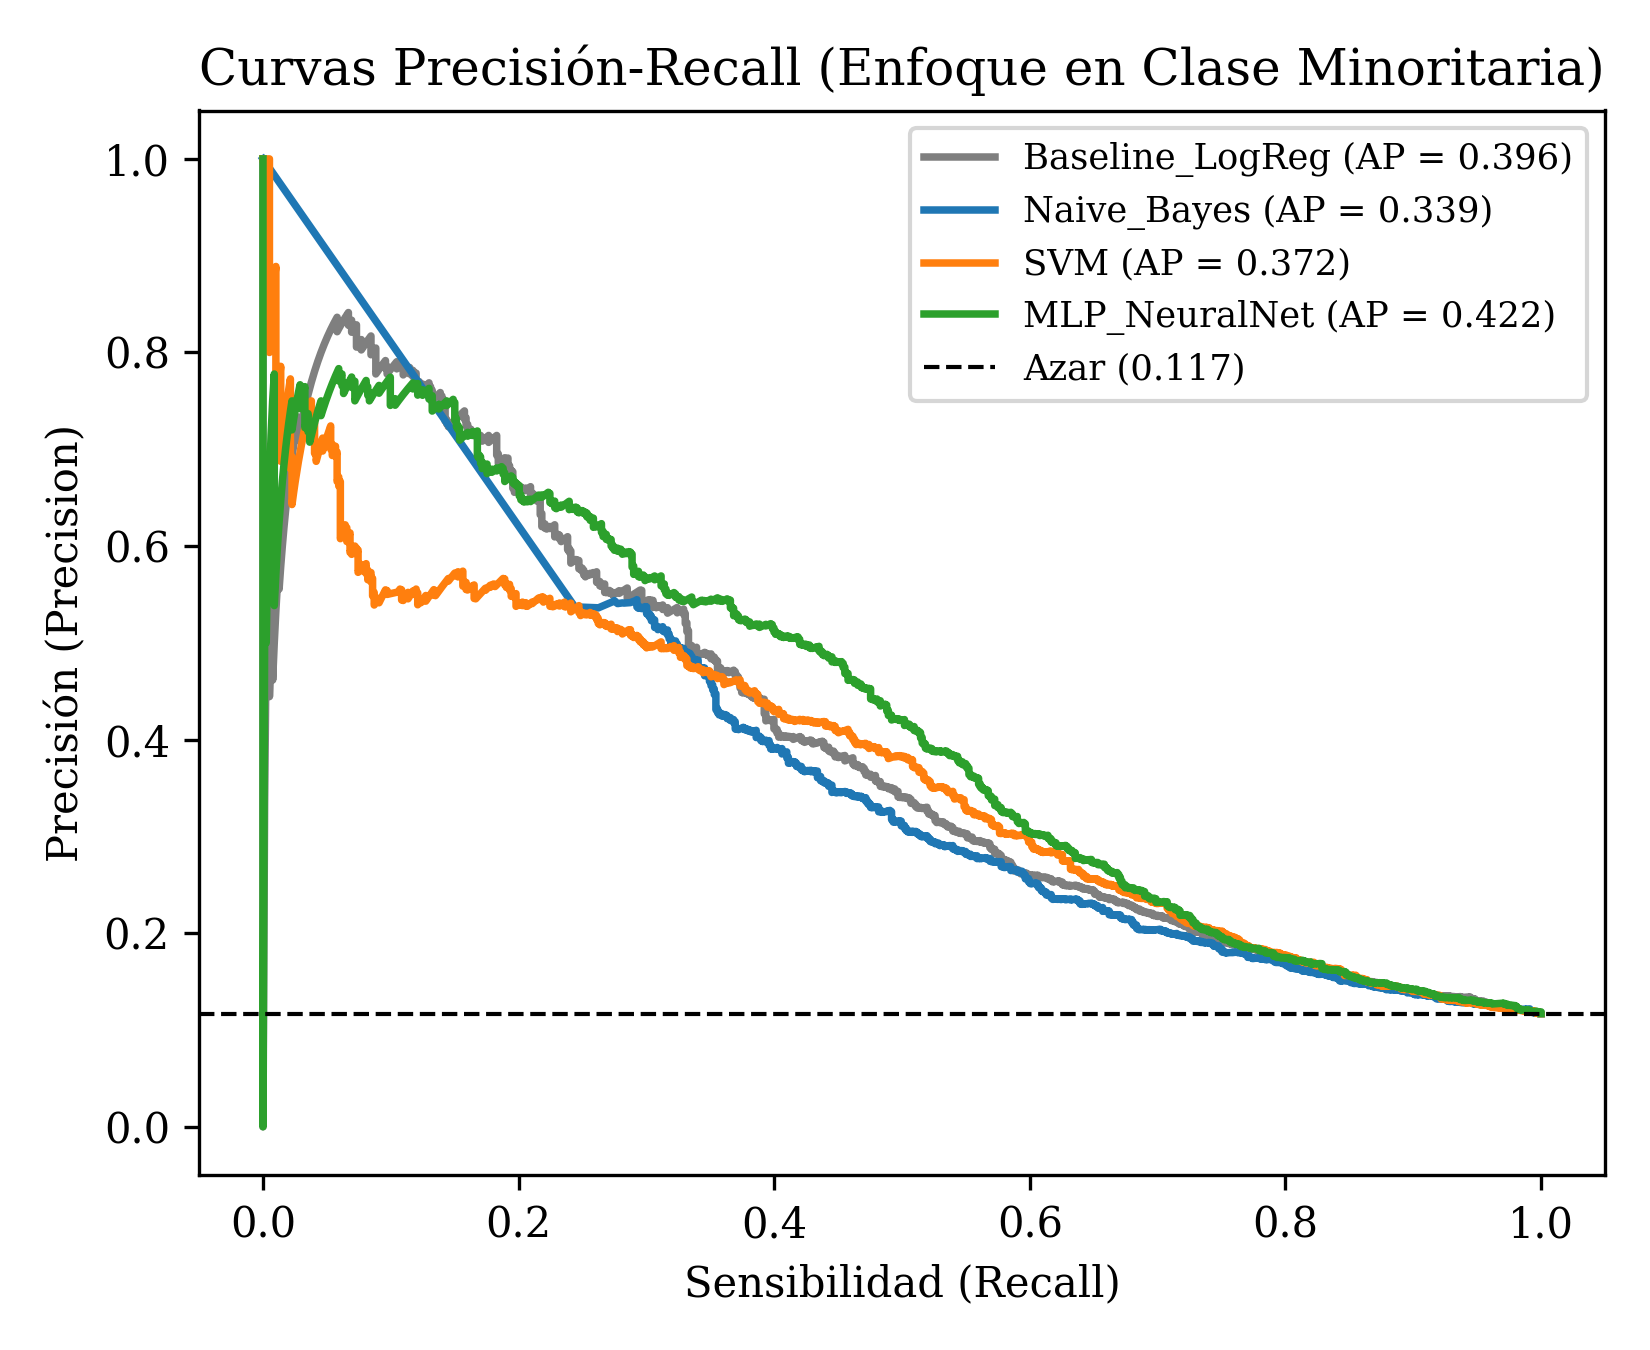 Curvas Precisión-Recall (Enfoque en Clase Minoritaria)
Baseline_LogReg (AP = 0.396)
Naive_Bayes (AP = 0.339)
SVM (AP = 0.372)
MLP_NeuralNet (AP = 0.422)
Azar (0.117)
Precisión (Precision)
1.0
0.8
0.6
0.4
0.2
0.0
0.0 0.2 0.4 0.6 0.8 1.0
Sensibilidad (Recall)